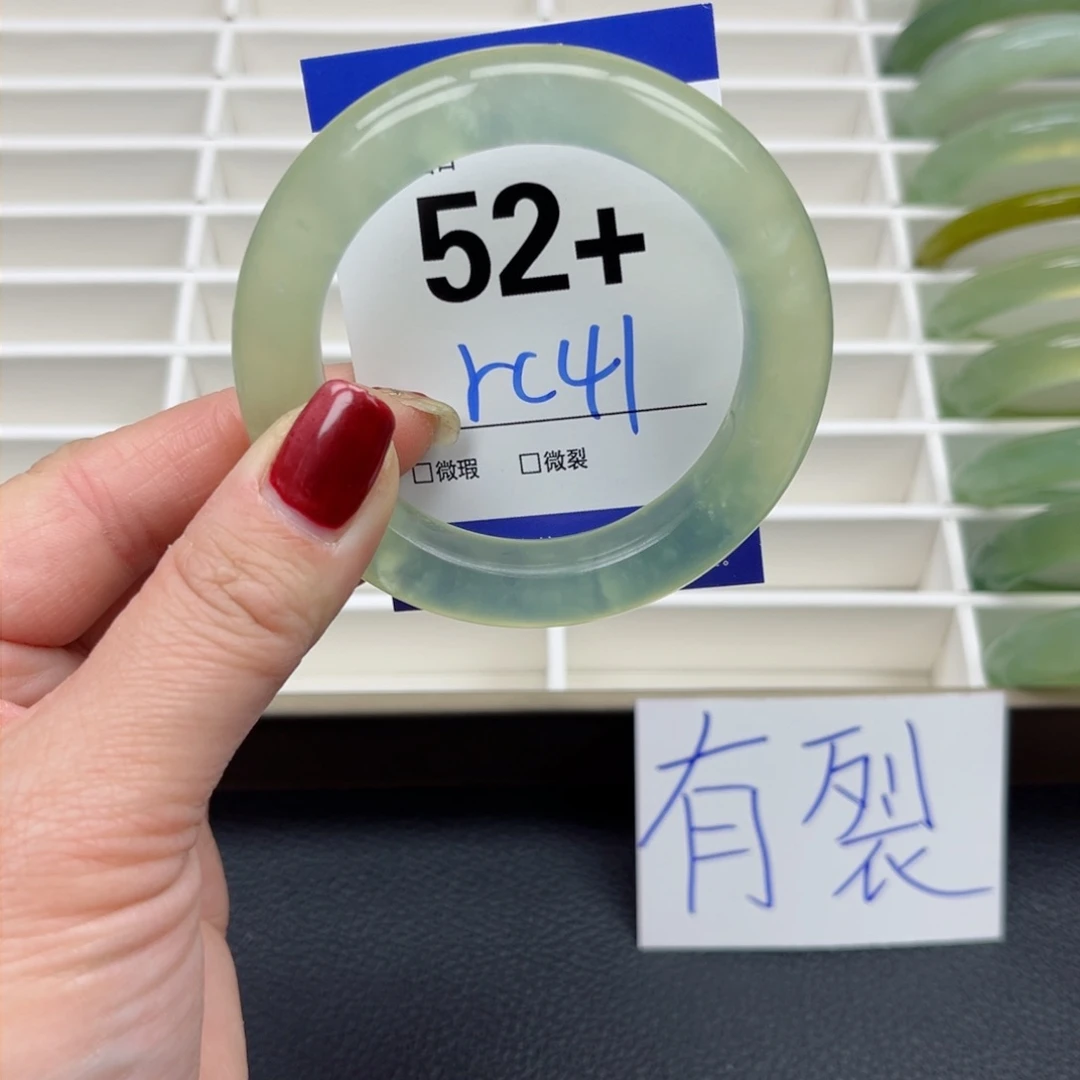 52+
rc41
□微瑕 □微裂
有裂